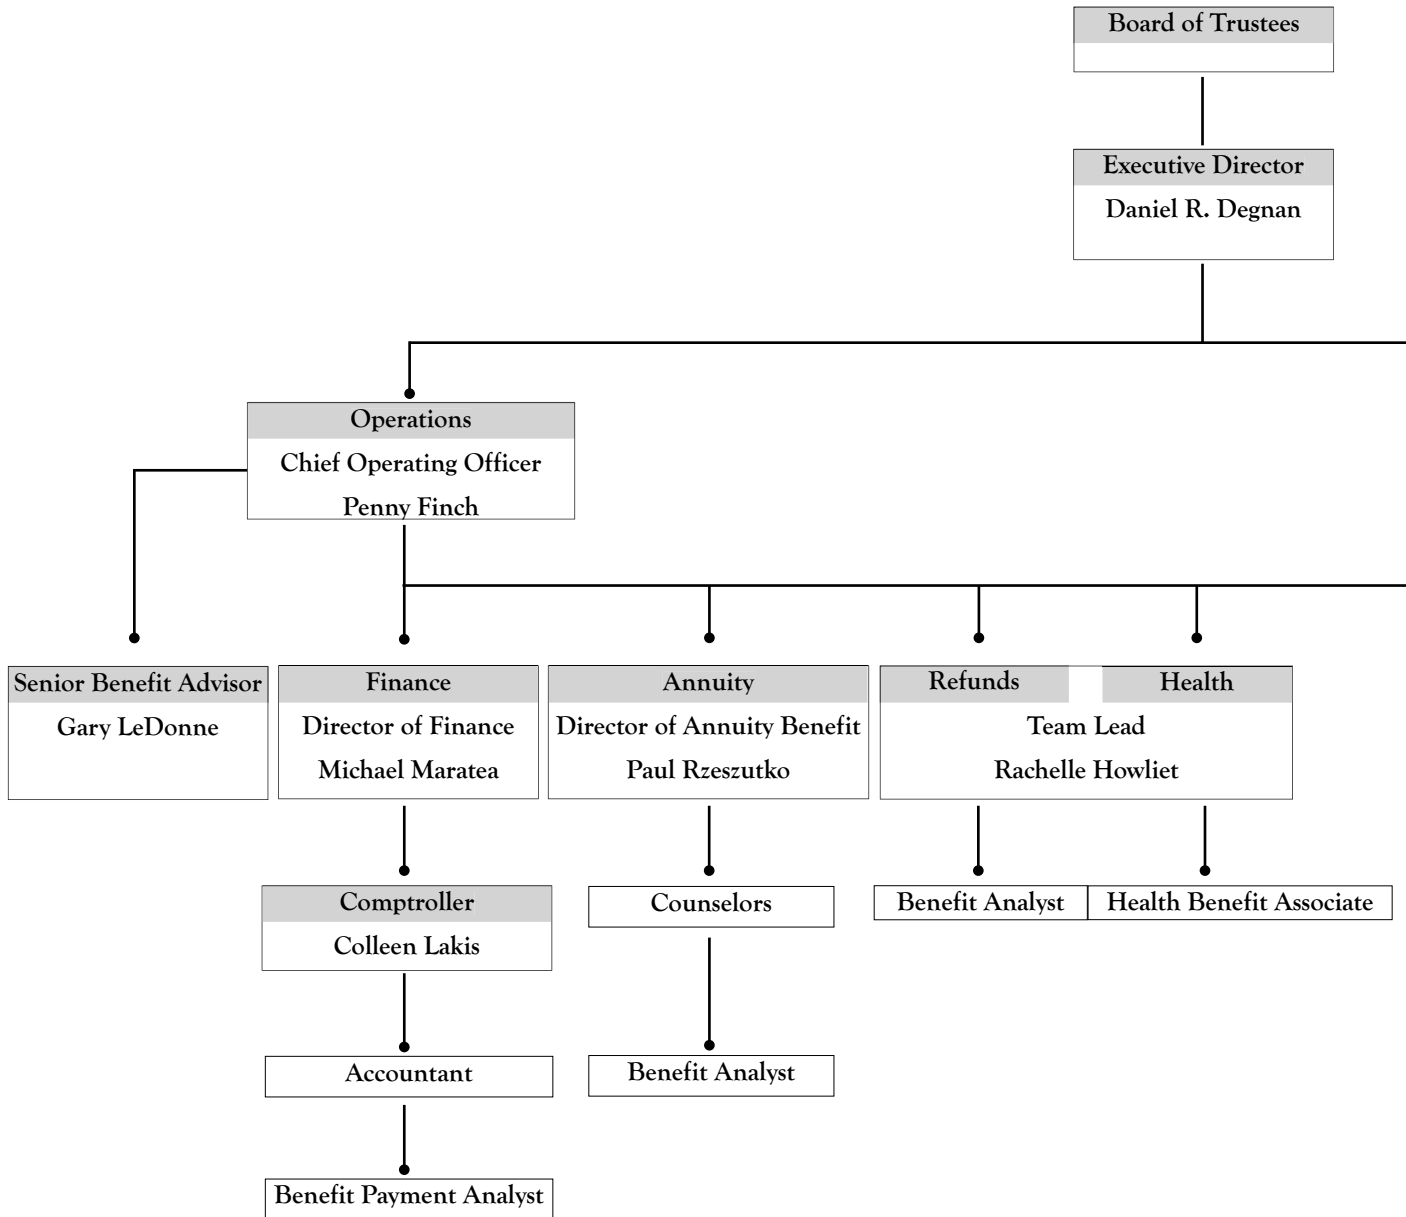 Board of Trustees
Executive Director
Daniel R. Degnan
Operations
Chief Operating Officer
Penny Finch
Senior Benefit Advisor
Gary LeDonne
Finance
Director of Finance
Michael Maratea
Annuity
Director of Annuity Benefit
Paul Rzeszutko
Refunds
Health
Team Lead
Rachelle Howliet
Comptroller
Colleen Lakis
Counselors
Benefit Analyst
Health Benefit Associate
Accountant
Benefit Analyst
Benefit Payment Analyst